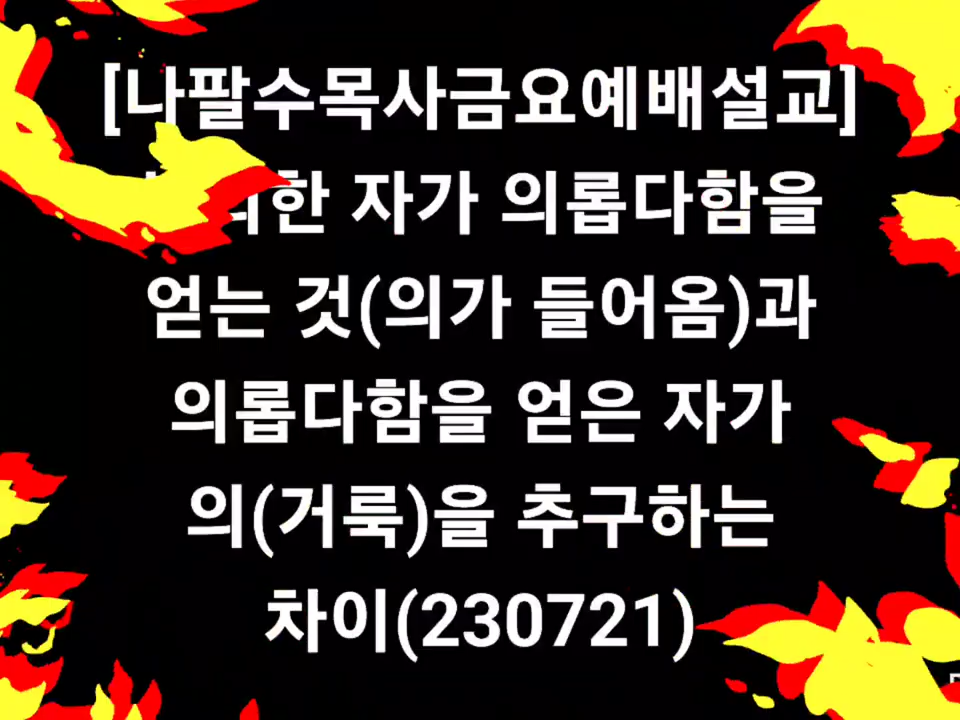 [나팔수목사금요예배설교]
자가 의롭다함을
얻는 것(의가 들어옴)과
의롭다함을 얻은 자가
의(거룩)을 추구하는
차이(230721)